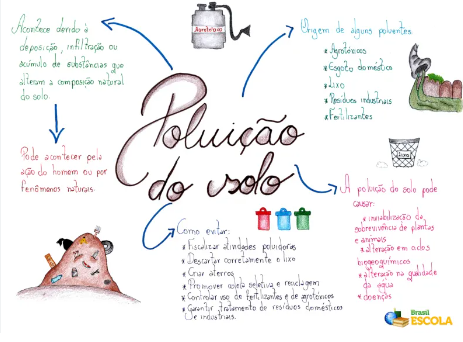 Acontece devido à
deposição, infiltração ou
acúmulo de substâncias que
alteram a composição natural
do solo.
Pode acontecer pela
ação do homem ou por
fenômenos naturais.
Agrotóxico
Poluição
do solo
Origem de alguns poluentes:
* Agrotóxicos
* Esgoto doméstico
* Lixo
* Resíduos industriais
* Fertilizantes
A poluição do solo pode
causar:
* inviabilização da
sobrevivência de plantas
e animais
* alteração em ciclos
biogeoquímicos
* alteração na qualidade
da água
* doenças
Como evitar:
* Fiscalizar atividades poluidoras
* Descartar corretamente o lixo
* Criar aterros
* Promover coleta seletiva e reciclagem
* Controlar uso de fertilizantes e de agrotóxicos
* Garantir tratamento de resíduos domésticos
e industriais.
Brasil
ESCOLA